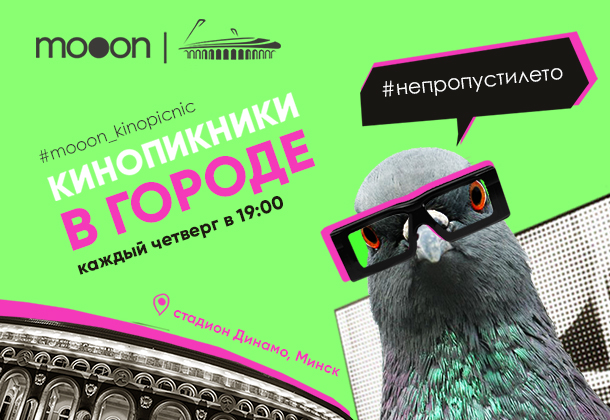 mooon
#непропустилето
#mooon_kinopicnic
КИНОПИКНИКИ
В ГОРОДЕ
каждый четверг в 19:00
стадион Динамо, Минск